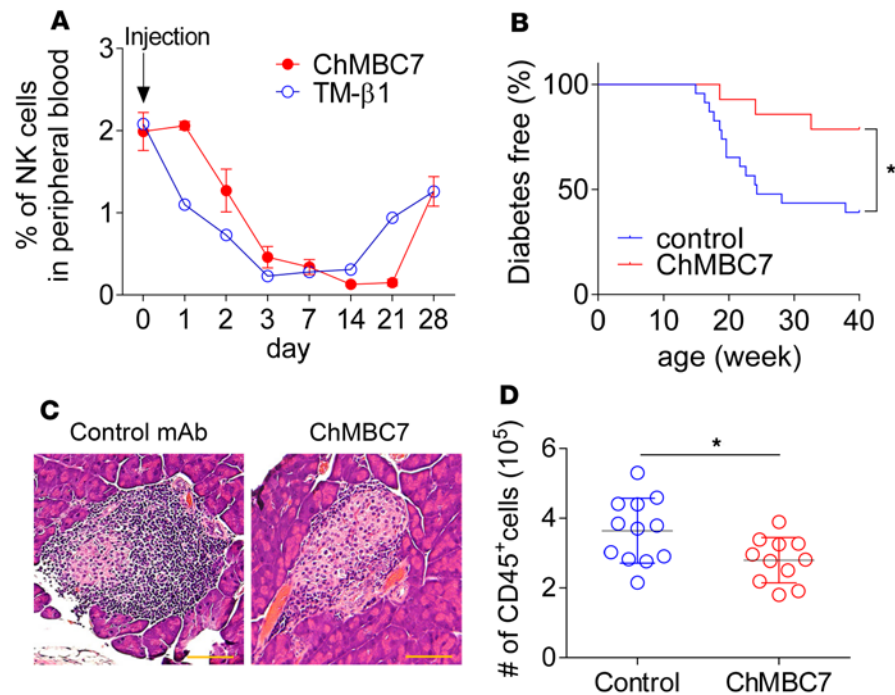 A
Injection
ChMBC7
TM-β1
% of NK cells
in peripheral blood
3
2
1
0
0 1 2 3 7 14 21 28
day
B
Diabetes free (%)
100
50
control
ChMBC7
*
0 10 20 30 40
age (week)
C
Control mAb
ChMBC7
D
# of CD45⁺cells (10⁵)
6
4
2
0
*
Control
ChMBC7